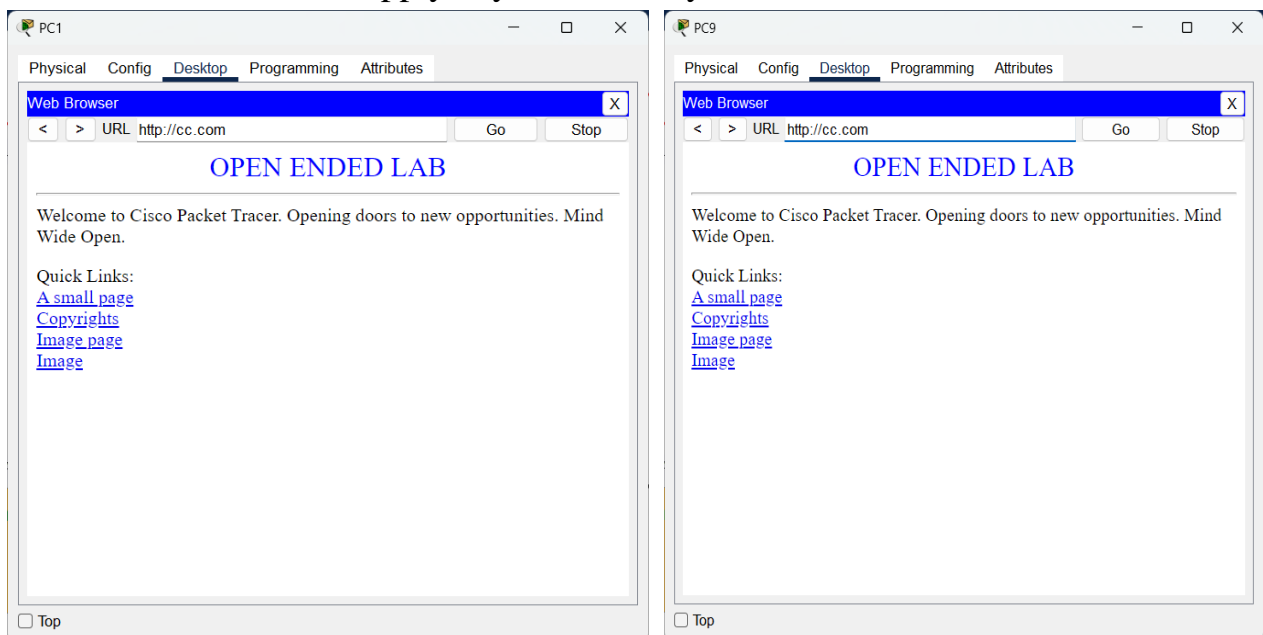 PC1
Physical Config Desktop Programming Attributes
Web Browser X
< > URL http://cc.com Go Stop
OPEN ENDED LAB
Welcome to Cisco Packet Tracer. Opening doors to new opportunities. Mind
Wide Open.
Quick Links:
A small page
Copyrights
Image page
Image
Top
PC9
Physical Config Desktop Programming Attributes
Web Browser X
< > URL http://cc.com Go Stop
OPEN ENDED LAB
Welcome to Cisco Packet Tracer. Opening doors to new opportunities. Mind
Wide Open.
Quick Links:
A small page
Copyrights
Image page
Image
Top